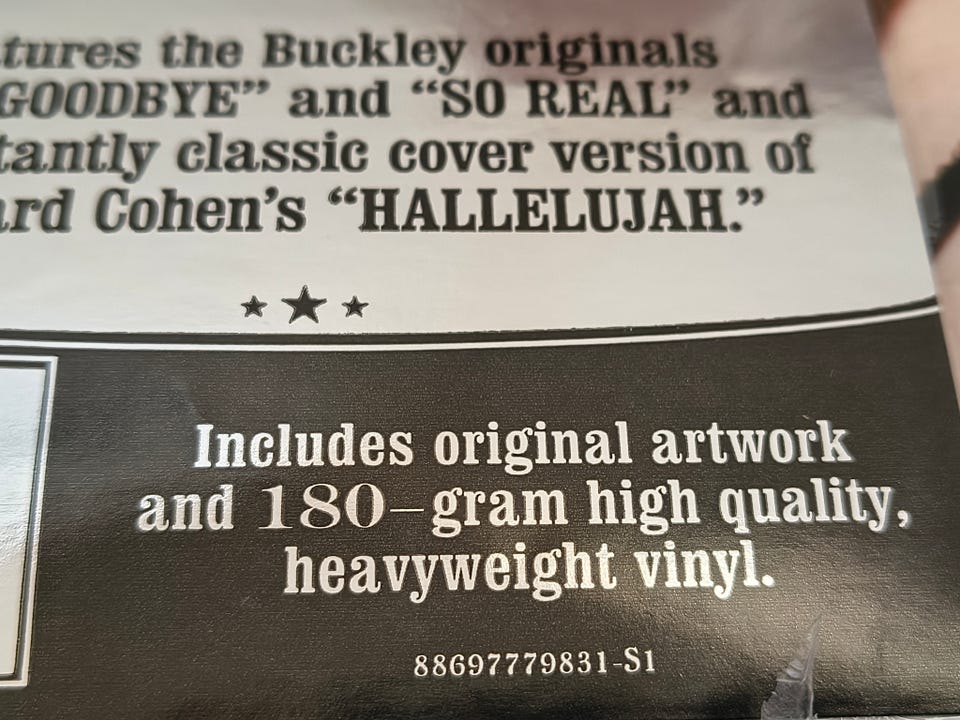 tures the Buckley originals
GOODBYE” and “SO REAL” and
tantly classic cover version of
ard Cohen’s “HALLELUJAH.”
Includes original artwork
and 180–gram high quality,
heavyweight vinyl.
88697779831-S1